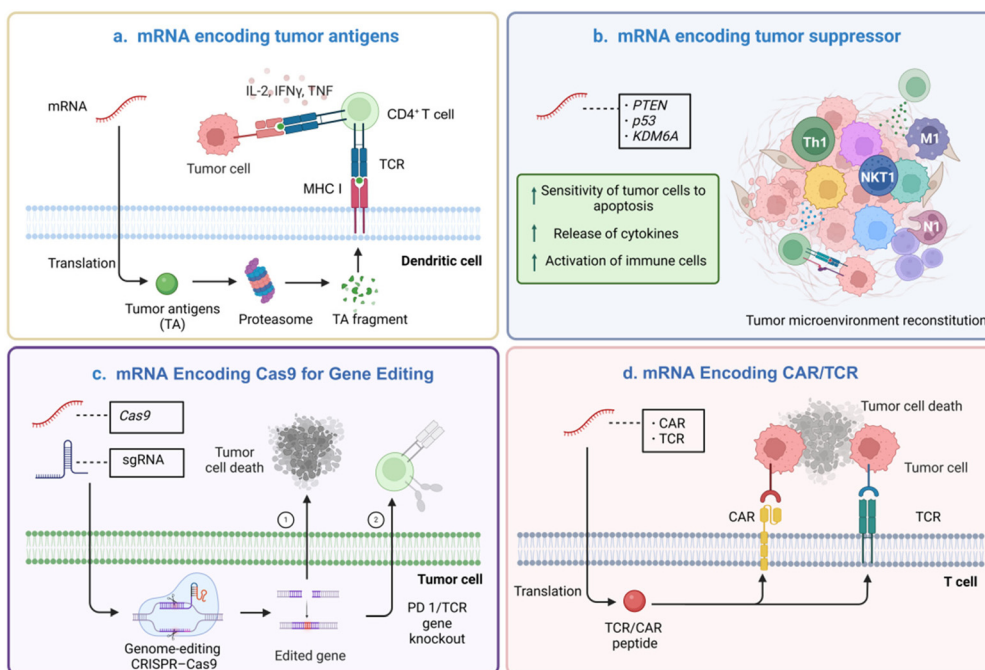 a. mRNA encoding tumor antigens
mRNA
IL-2, IFNγ, TNF
CD4⁺ T cell
Tumor cell
TCR
MHC I
Dendritic cell
Translation
Tumor antigens
(TA)
Proteasome
TA fragment
b. mRNA encoding tumor suppressor
· PTEN
· p53
· KDM6A
Th1
M1
NKT1
N1
Sensitivity of tumor cells to
apoptosis
Release of cytokines
Activation of immune cells
Tumor microenvironment reconstitution
c. mRNA Encoding Cas9 for Gene Editing
Cas9
sgRNA
Tumor
cell death
1
2
Tumor cell
PD 1/TCR
gene
knockout
Genome-editing
CRISPR–Cas9
Edited gene
d. mRNA Encoding CAR/TCR
· CAR
· TCR
Tumor cell death
Tumor cell
CAR
TCR
T cell
Translation
TCR/CAR
peptide